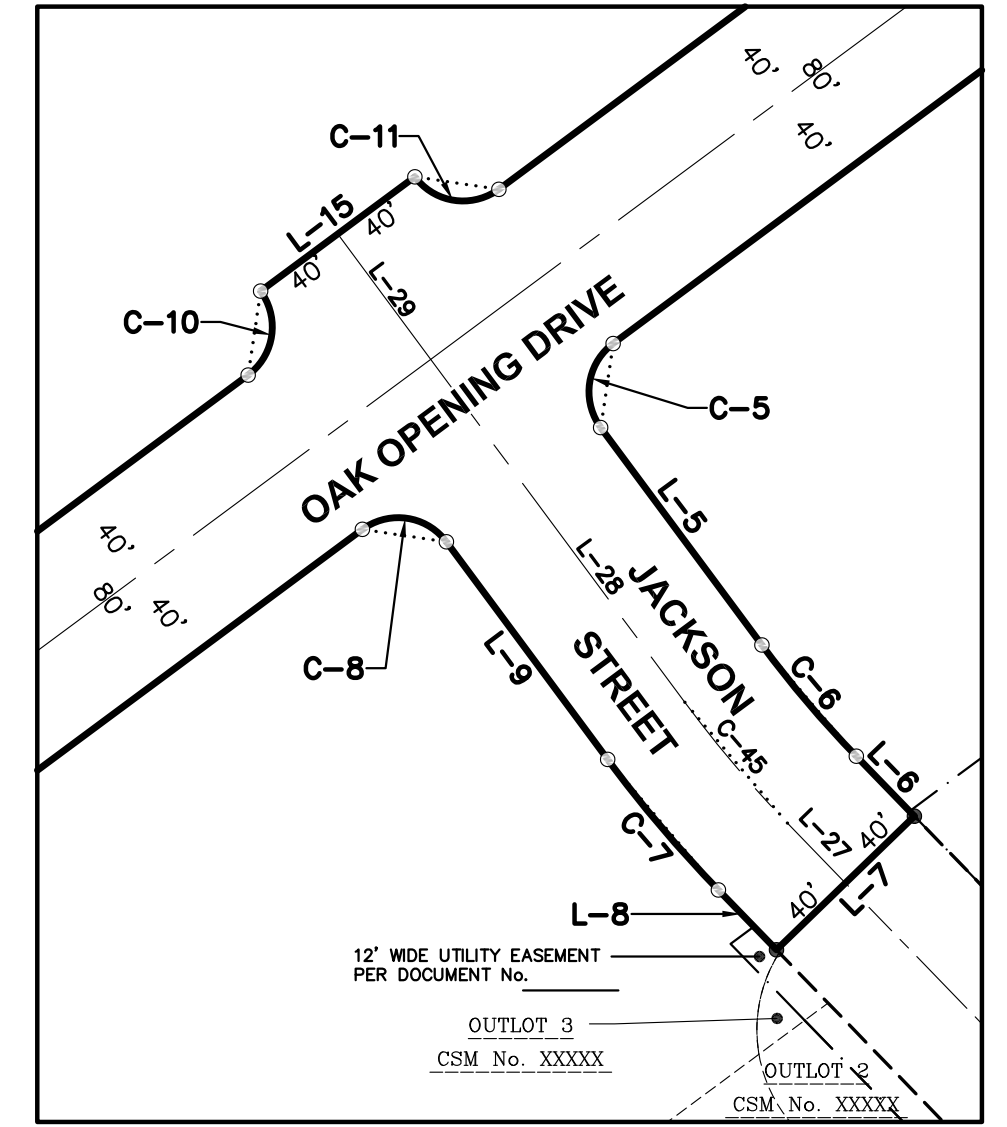 40'
80'
40'
C-11
L-15
40'
40'
L-29
C-10
OAK OPENING DRIVE
C-5
L-5
40'
80'
40'
L-28
JACKSON
STREET
C-8
L-9
C-6
C-45
L-6
L-27
40'
C-7
L-7
40'
L-8
12' WIDE UTILITY EASEMENT
PER DOCUMENT No.
OUTLOT 3
CSM No. XXXXX
OUTLOT 2
CSM No. XXXXX